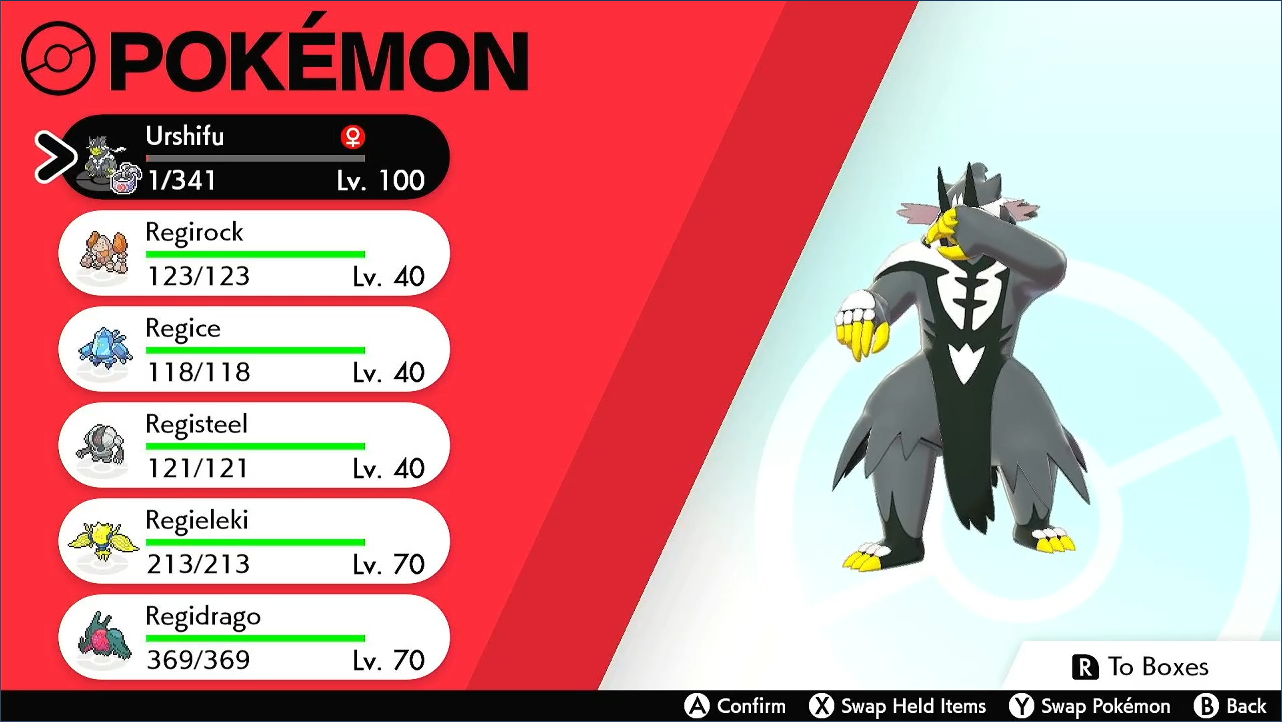 POKÉMON
Urshifu ♀
1/341 Lv. 100
Regirock
123/123 Lv. 40
Regice
118/118 Lv. 40
Registeel
121/121 Lv. 40
Regieleki
213/213 Lv. 70
Regidrago
369/369 Lv. 70
R To Boxes
A Confirm X Swap Held Items Y Swap Pokémon B Back